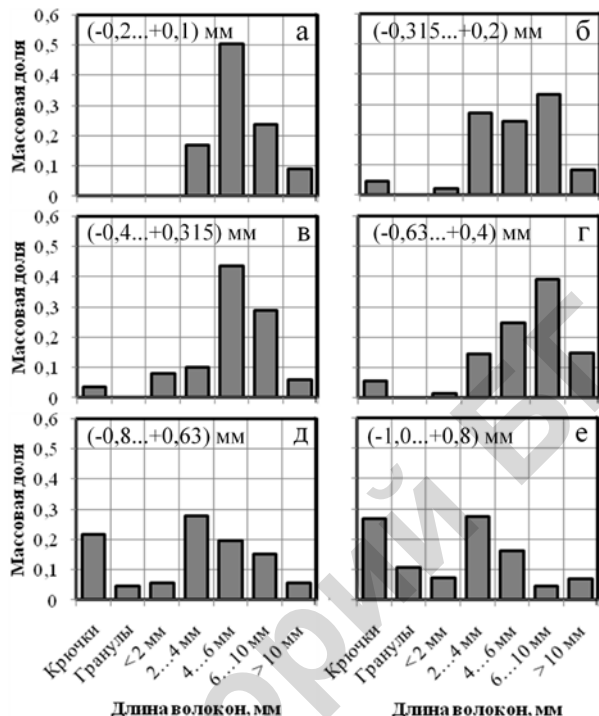 0,6
0,5
0,4
0,3
0,2
0,1
0
Массовая доля
(-0,2...+0,1) мм
а
(-0,315...+0,2) мм
б
0,6
0,5
0,4
0,3
0,2
0,1
0
Массовая доля
(-0,4...+0,315) мм
в
(-0,63...+0,4) мм
г
0,6
0,5
0,4
0,3
0,2
0,1
0
Массовая доля
(-0,8...+0,63) мм
д
(-1,0...+0,8) мм
е
Крючки
Гранулы
<2 мм
2...4 мм
4...6 мм
6...10 мм
> 10 мм
Крючки
Гранулы
<2 мм
2...4 мм
4...6 мм
6...10 мм
> 10 мм
Длина волокон, мм
Длина волокон, мм